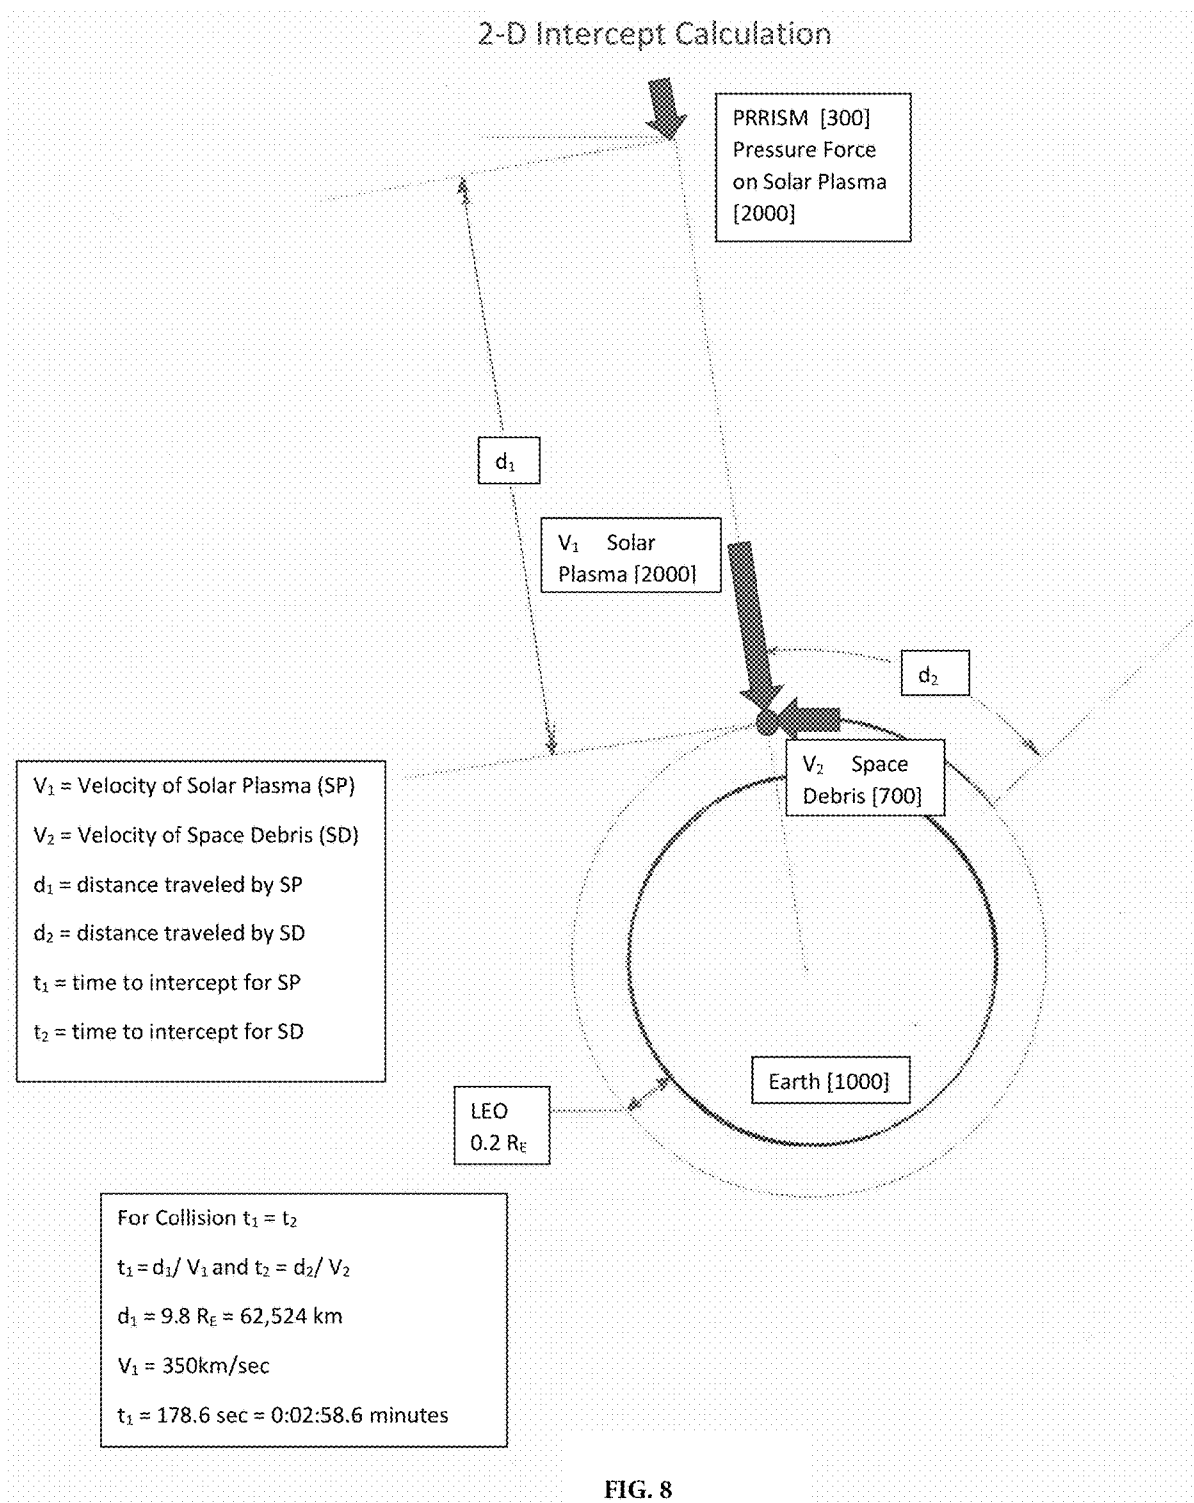 2-D Intercept Calculation
PRRISM [300]
Pressure Force
on Solar Plasma
[2000]
d₁
V₁ Solar
Plasma [2000]
d₂
V₂ Space
Debris [700]
V₁ = Velocity of Solar Plasma (SP)
V₂ = Velocity of Space Debris (SD)
d₁ = distance traveled by SP
d₂ = distance traveled by SD
t₁ = time to intercept for SP
t₂ = time to intercept for SD
Earth [1000]
LEO
0.2 R_E
For Collision t₁ = t₂
t₁ = d₁/ V₁ and t₂ = d₂/ V₂
d₁ = 9.8 R_E = 62,524 km
V₁ = 350km/sec
t₁ = 178.6 sec = 0:02:58.6 minutes
FIG. 8